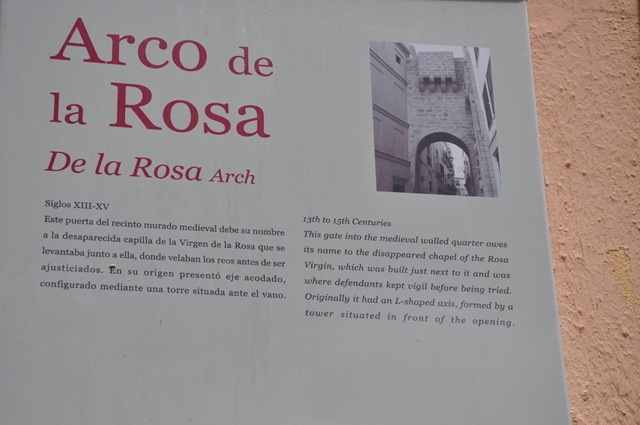 Arco de
la Rosa
De la Rosa Arch
Siglos XIII-XV
Este puerta del recinto murado medieval debe su nombre
a la desaparecida capilla de la Virgen de la Rosa que se
levantaba junto a ella, donde velaban los reos antes de ser
ajusticiados. En su origen presentó eje acodado,
configurado mediante una torre situada ante el vano.
13th to 15th Centuries
This gate into the medieval walled quarter owes
its name to the disappeared chapel of the Rosa
Virgin, which was built just next to it and was
where defendants kept vigil before being tried.
Originally it had an L-shaped axis, formed by a
tower situated in front of the opening.